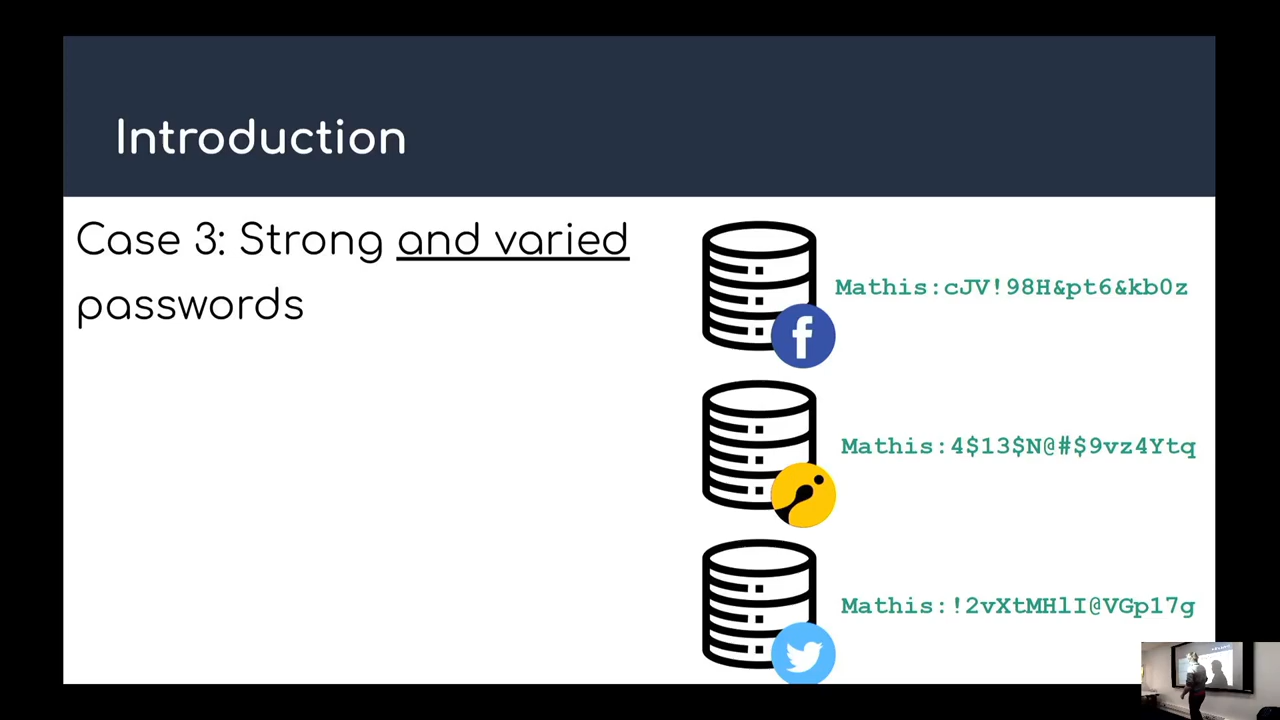 Introduction
Case 3: Strong and varied
passwords
Mathis:cJV!98H&pt6&kb0z
Mathis:4$13$N@#$9vz4Ytq
Mathis:!2vXtMHlI@VGp17g